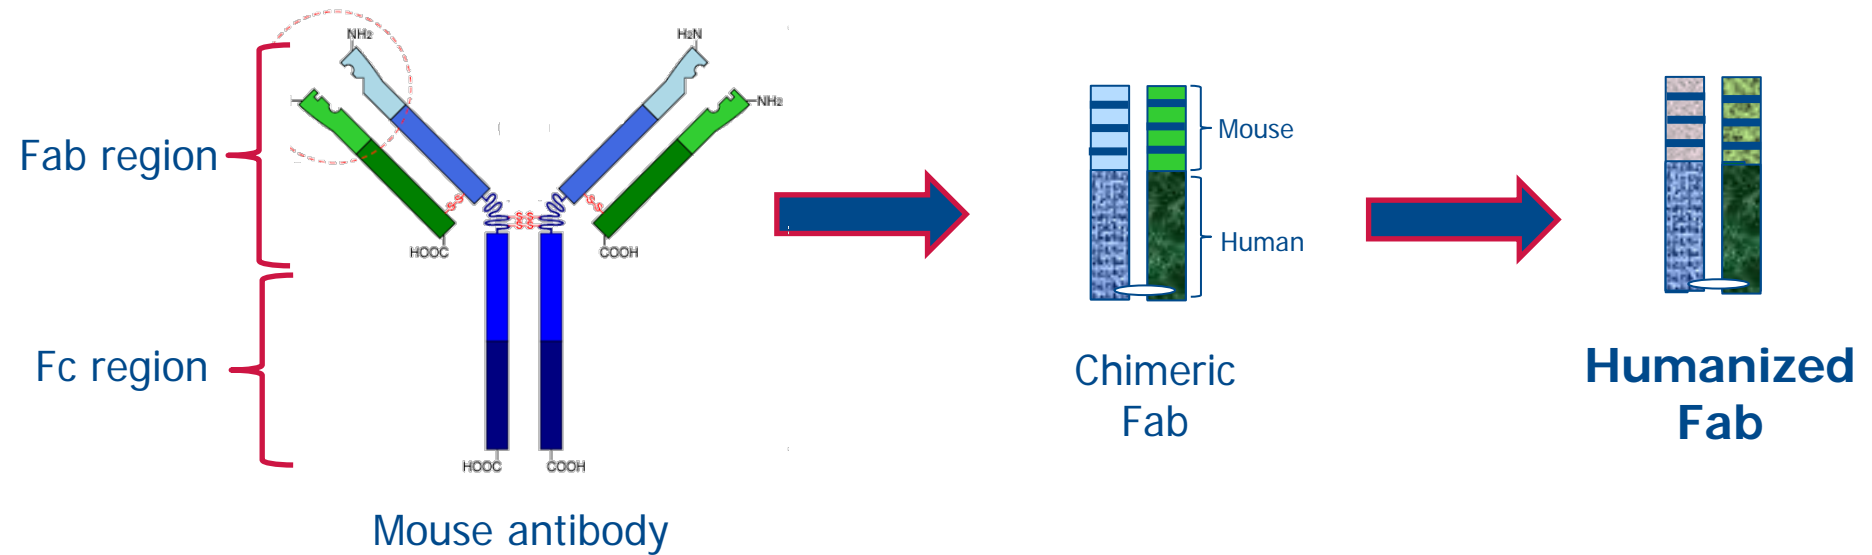 NH2
H2N
NH2
Fab region
Mouse
S
S
S
S
S
S
S
S
Human
HOOC
COOH
Fc region
Chimeric
Fab
Humanized
Fab
HOOC
COOH
Mouse antibody